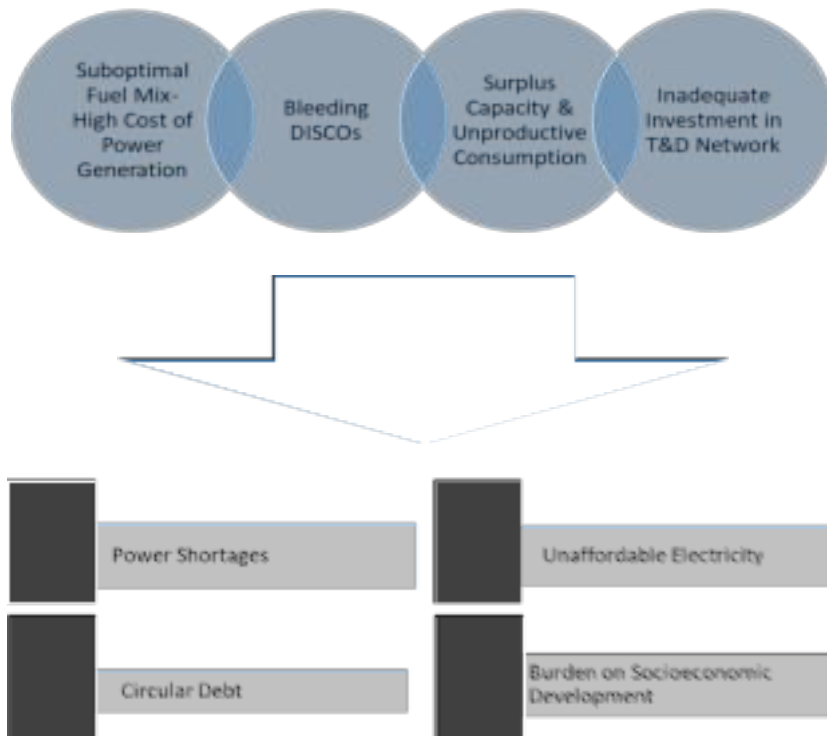 Suboptimal
Fuel Mix-
High Cost of
Power
Generation
Bleeding
DISCOs
Surplus
Capacity &
Unproductive
Consumption
Inadequate
Investment in
T&D Network
Power Shortages
Unaffordable Electricity
Circular Debt
Burden on Socioeconomic
Development